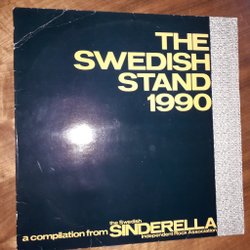 THE
SWEDISH
STAND
1990
a compilation from the Swedish
SINDERELLA
Independent Rock Association